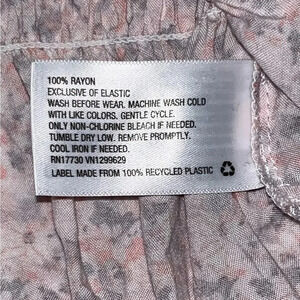 100% RAYON
EXCLUSIVE OF ELASTIC
WASH BEFORE WEAR. MACHINE WASH COLD
WITH LIKE COLORS. GENTLE CYCLE.
ONLY NON-CHLORINE BLEACH IF NEEDED.
TUMBLE DRY LOW. REMOVE PROMPTLY.
COOL IRON IF NEEDED.
RN17730 VN1299629
LABEL MADE FROM 100% RECYCLED PLASTIC